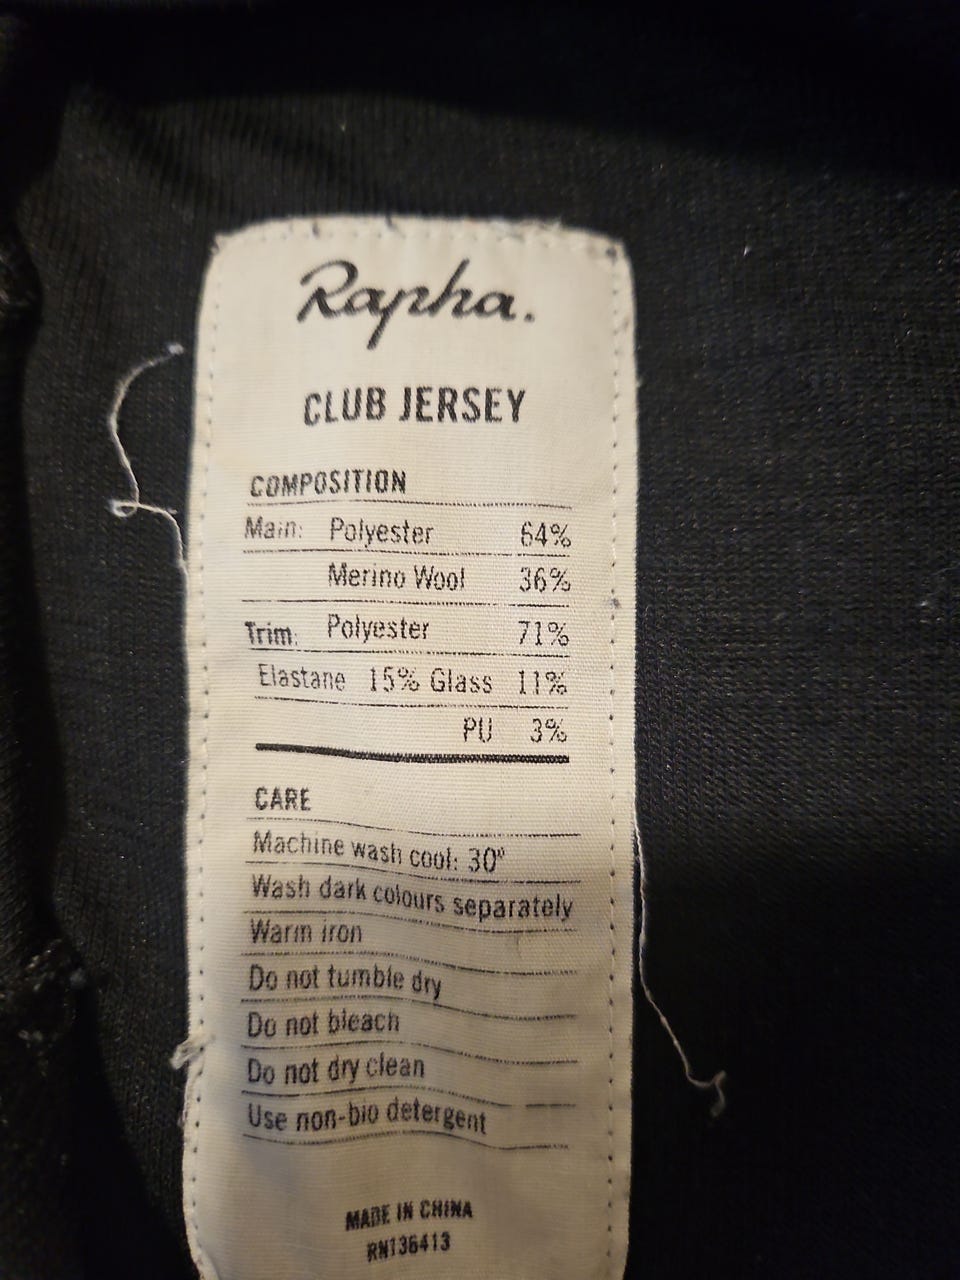 Rapha.
CLUB JERSEY
COMPOSITION
Main: Polyester 64%
Merino Wool 36%
Trim: Polyester 71%
Elastane 15% Glass 11%
PU 3%
CARE
Machine wash cool: 30°
Wash dark colours separately
Warm iron
Do not tumble dry
Do not bleach
Do not dry clean
Use non-bio detergent
MADE IN CHINA
RN136413